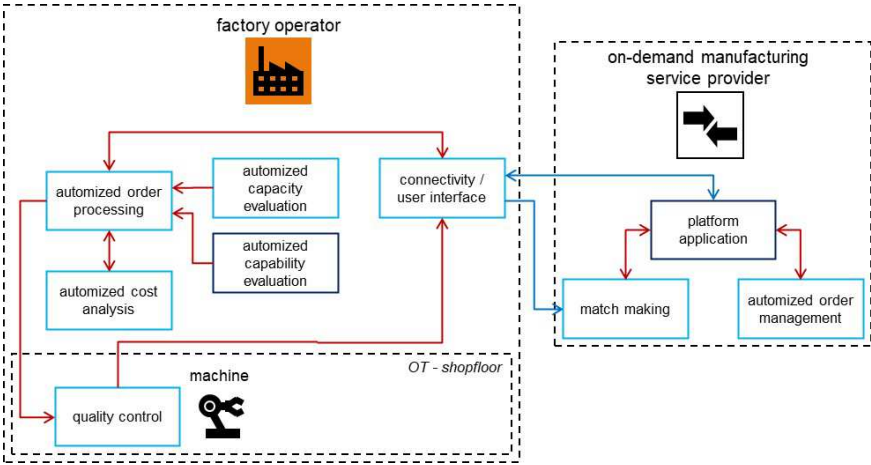 factory operator
on-demand manufacturing
service provider
automized order
processing
automized
capacity
evaluation
connectivity /
user interface
automized
capability
evaluation
platform
application
automized cost
analysis
match making
automized order
management
OT - shopfloor
machine
quality control